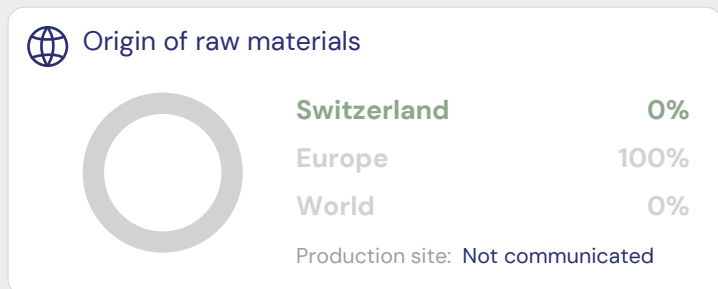 Origin of raw materials
Switzerland 0%
Europe 100%
World 0%
Production site: Not communicated